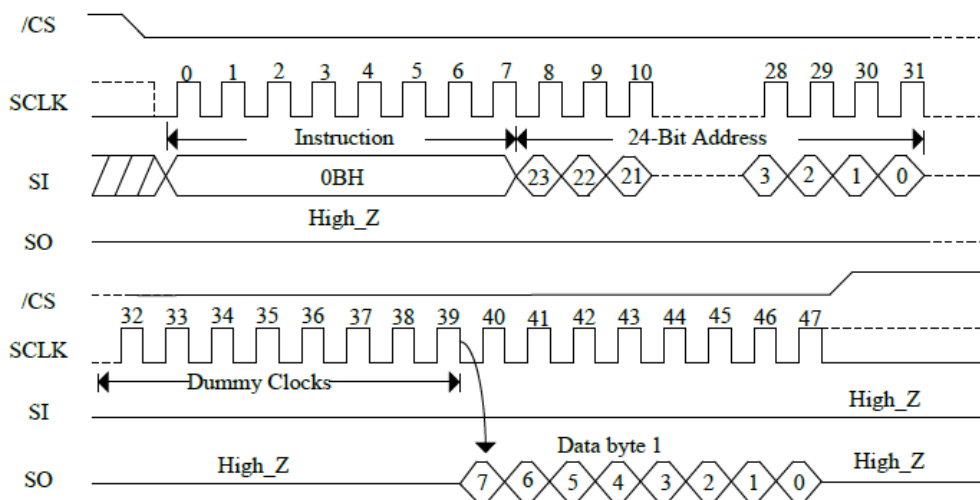 /CS
0 1 2 3 4 5 6 7 8 9 10 28 29 30 31
SCLK
Instruction 24-Bit Address
SI 0BH 23 22 21 3 2 1 0
High_Z
SO
/CS
32 33 34 35 36 37 38 39 40 41 42 43 44 45 46 47
SCLK
Dummy Clocks
SI High_Z
Data byte 1
SO High_Z 7 6 5 4 3 2 1 0 High_Z